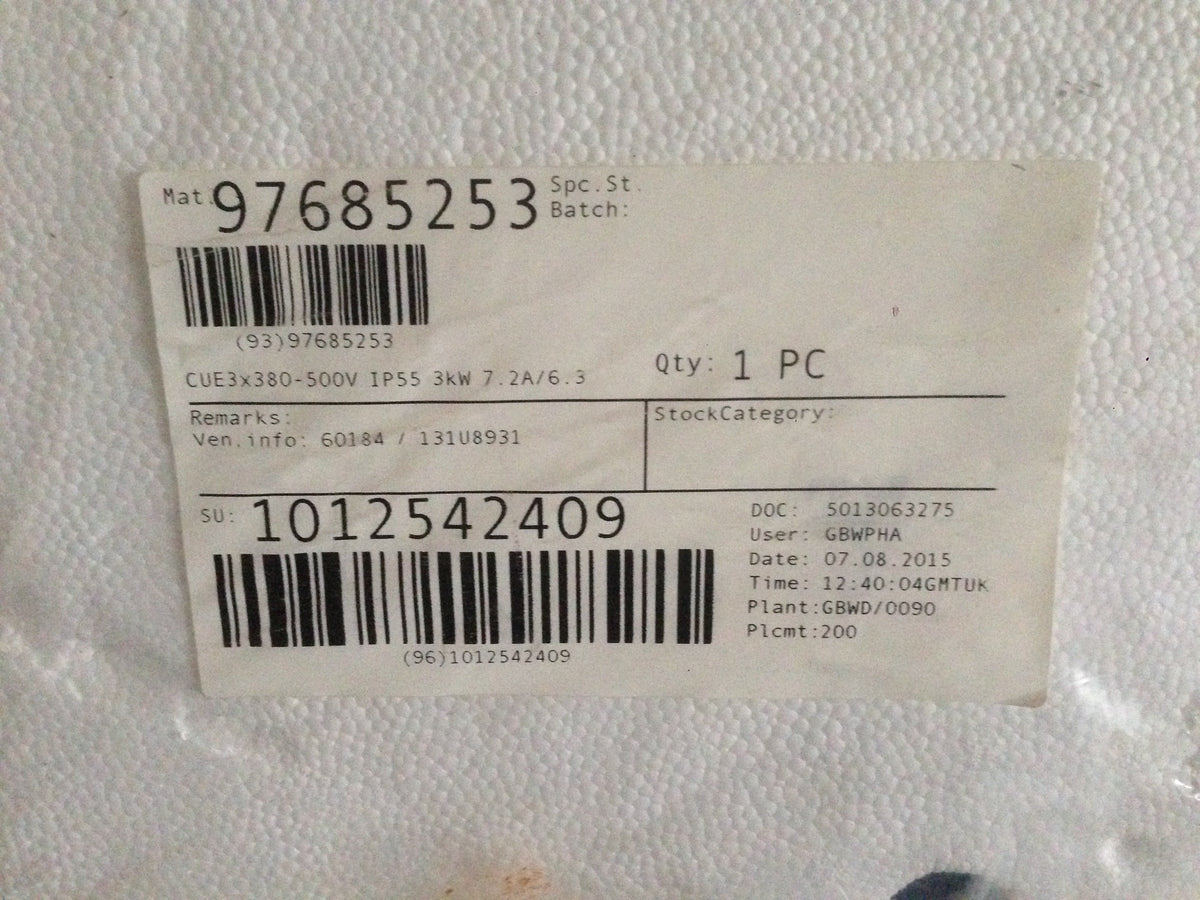 Mat. 97685253
Spc.St.
Batch:
(93)97685253
CUE3x380-500V IP55 3kW 7.2A/6.3
Qty: 1 PC
Remarks:
Ven.info: 60184 / 131U8931
StockCategory:
SU: 1012542409
(96)1012542409
DOC: 5013063275
User: GBWPHA
Date: 07.08.2015
Time: 12:40:04GMTUK
Plant:GBWD/0090
Plcmt:200